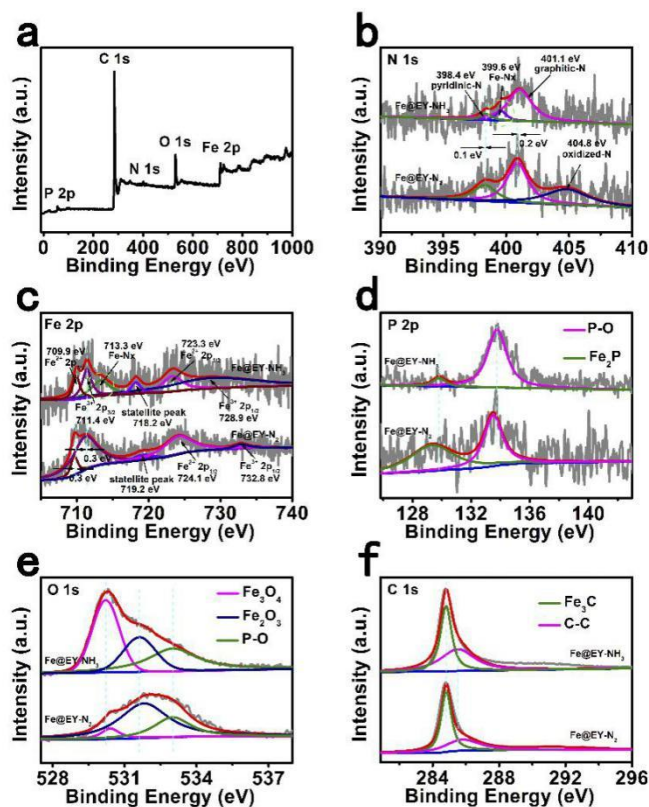 a
C 1s
O 1s
Fe 2p
N 1s
P 2p
Intensity (a.u.)
0 200 400 600 800 1000
Binding Energy (eV)
b
N 1s
401.1 eV
graphitic-N
399.6 eV
Fe-Nx
398.4 eV
pyridinic-N
Fe@EY-NH3
0.1 eV
0.2 eV
404.8 eV
oxidized-N
Fe@EY-N2
Intensity (a.u.)
390 395 400 405 410
Binding Energy (eV)
c
Fe 2p
709.9 eV
713.3 eV
Fe-Nx
723.3 eV
Fe2+ 2p1/2
Fe@EY-NH3
Fe3+ 2p3/2
711.4 eV
statellite peak
718.2 eV
Fe3+ 2p1/2
728.9 eV
Fe@EY-N2
0.3 eV
0.3 eV
statellite peak
719.2 eV
Fe2+ 2p1/2
724.1 eV
Fe3+ 2p1/2
732.8 eV
Intensity (a.u.)
710 720 730 740
Binding Energy (eV)
d
P 2p
P-O
Fe2P
Fe@EY-NH3
Fe@EY-N2
Intensity (a.u.)
128 132 136 140
Binding Energy (eV)
e
O 1s
Fe3O4
Fe2O3
P-O
Fe@EY-NH3
Fe@EY-N2
Intensity (a.u.)
528 531 534 537
Binding Energy (eV)
f
C 1s
Fe3C
C-C
Fe@EY-NH3
Fe@EY-N2
Intensity (a.u.)
284 288 292 296
Binding Energy (eV)